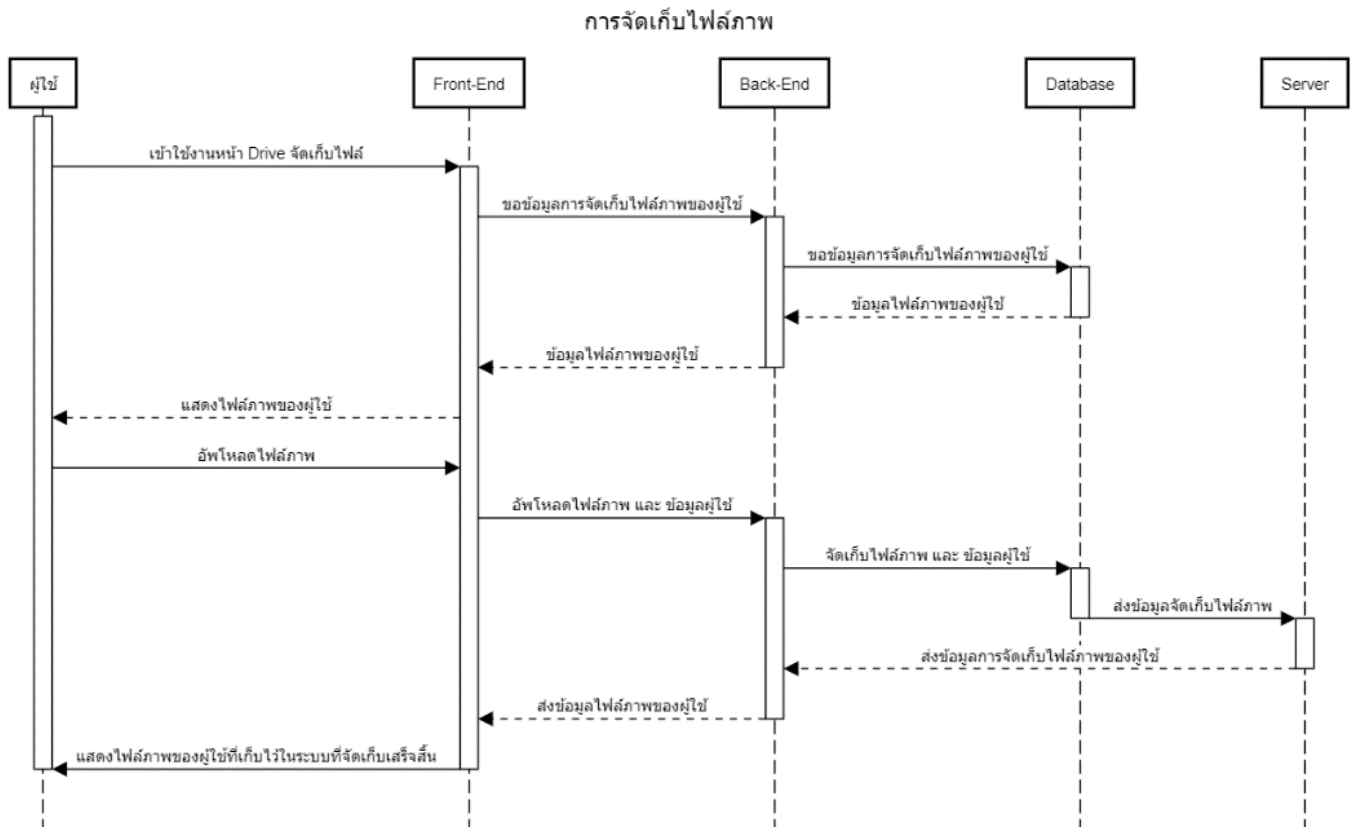 การจัดเก็บไฟล์ภาพ
ผู้ใช้
Front-End
Back-End
Database
Server
เข้าใช้งานหน้า Drive จัดเก็บไฟล์
ขอข้อมูลการจัดเก็บไฟล์ภาพของผู้ใช้
ขอข้อมูลการจัดเก็บไฟล์ภาพของผู้ใช้
ข้อมูลไฟล์ภาพของผู้ใช้
ข้อมูลไฟล์ภาพของผู้ใช้
แสดงไฟล์ภาพของผู้ใช้
อัพโหลดไฟล์ภาพ
อัพโหลดไฟล์ภาพ และ ข้อมูลผู้ใช้
จัดเก็บไฟล์ภาพ และ ข้อมูลผู้ใช้
ส่งข้อมูลจัดเก็บไฟล์ภาพ
ส่งข้อมูลการจัดเก็บไฟล์ภาพของผู้ใช้
ส่งข้อมูลไฟล์ภาพของผู้ใช้
แสดงไฟล์ภาพของผู้ใช้ที่เก็บไว้ในระบบที่จัดเก็บเสร็จสิ้น